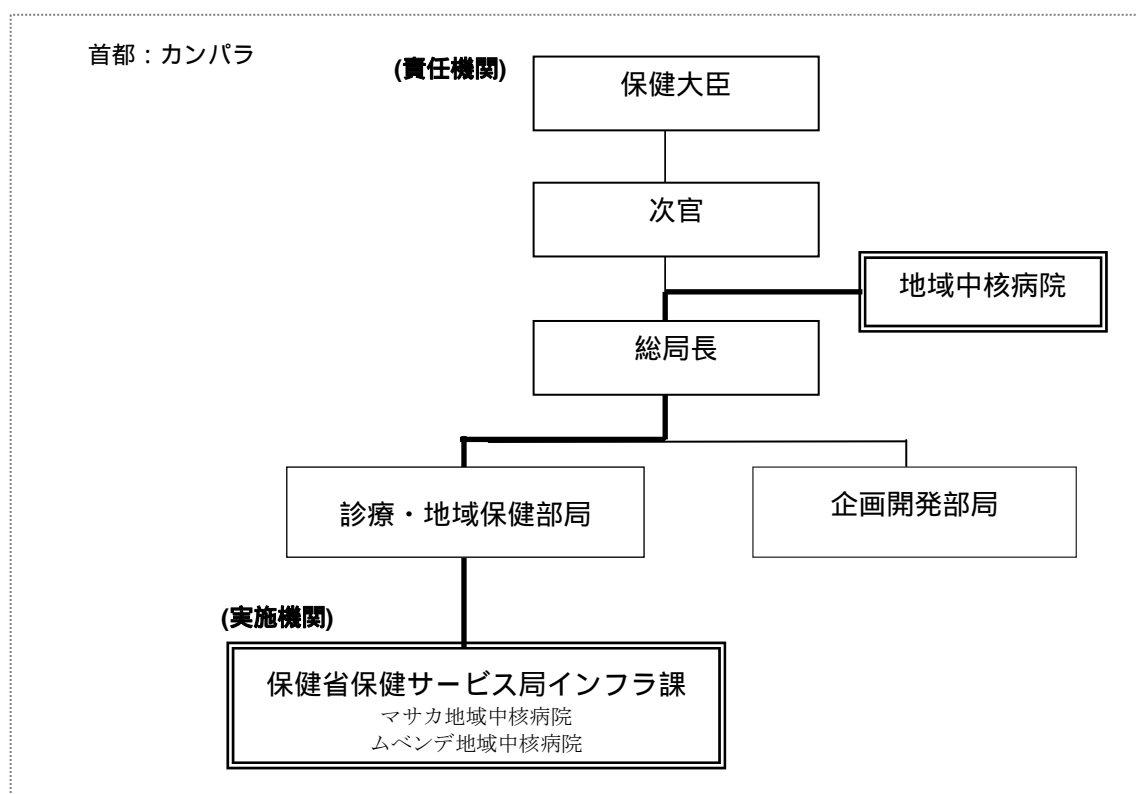 首都：カンパラ
(責任機関)
保健大臣
次官
地域中核病院
総局長
診療・地域保健部局
企画開発部局
(実施機関)
保健省保健サービス局インフラ課
マサカ地域中核病院
ムベンデ地域中核病院